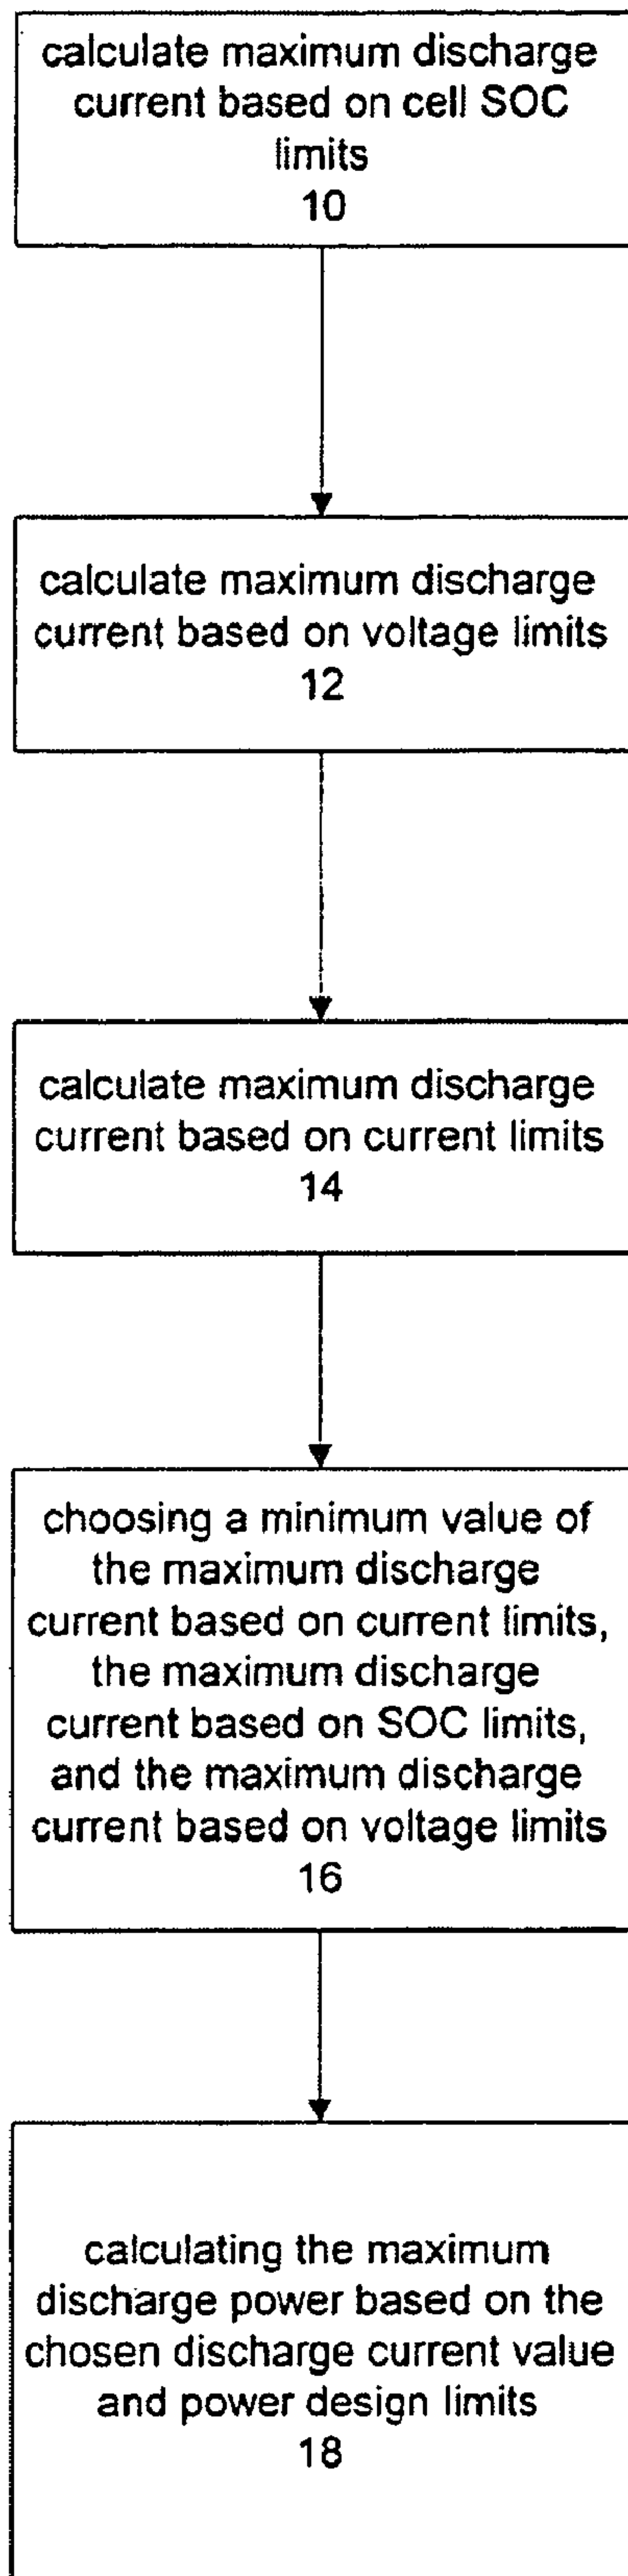 calculate maximum discharge
current based on cell SOC
limits
10
calculate maximum discharge
current based on voltage limits
12
calculate maximum discharge
current based on current limits
14
choosing a minimum value of
the maximum discharge
current based on current limits,
the maximum discharge
current based on SOC limits,
and the maximum discharge
current based on voltage limits
16
calculating the maximum
discharge power based on the
chosen discharge current value
and power design limits
18